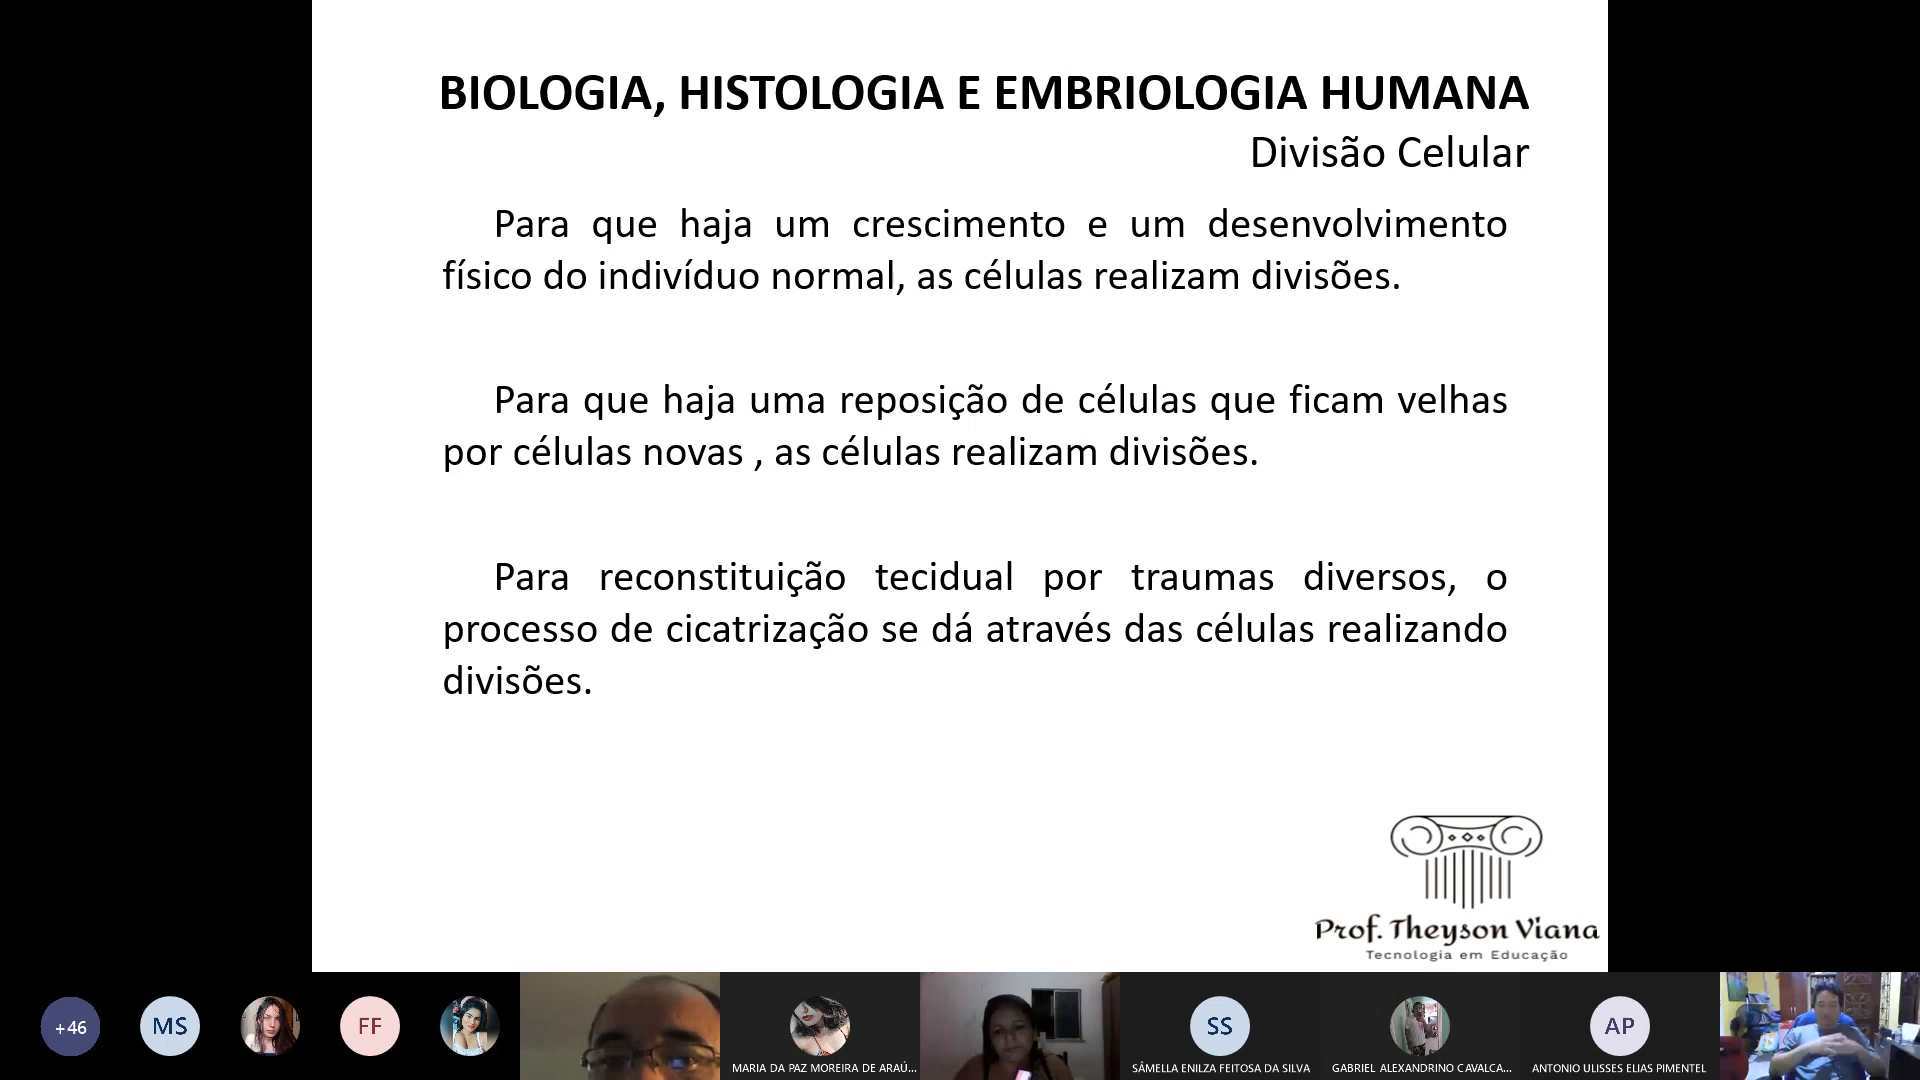 BIOLOGIA, HISTOLOGIA E EMBRIOLOGIA HUMANA
Divisão Celular
Para que haja um crescimento e um desenvolvimento
físico do indivíduo normal, as células realizam divisões.
Para que haja uma reposição de células que ficam velhas
por células novas , as células realizam divisões.
Para reconstituição tecidual por traumas diversos, o
processo de cicatrização se dá através das células realizando
divisões.
Prof. Theyson Viana
Tecnologia em Educação
+46
MS
FF
MARIA DA PAZ MOREIRA DE ARAÚ...
SS
SÂMELLA ENILZA FEITOSA DA SILVA
GABRIEL ALEXANDRINO CAVALCA...
AP
ANTONIO ULISSES ELIAS PIMENTEL